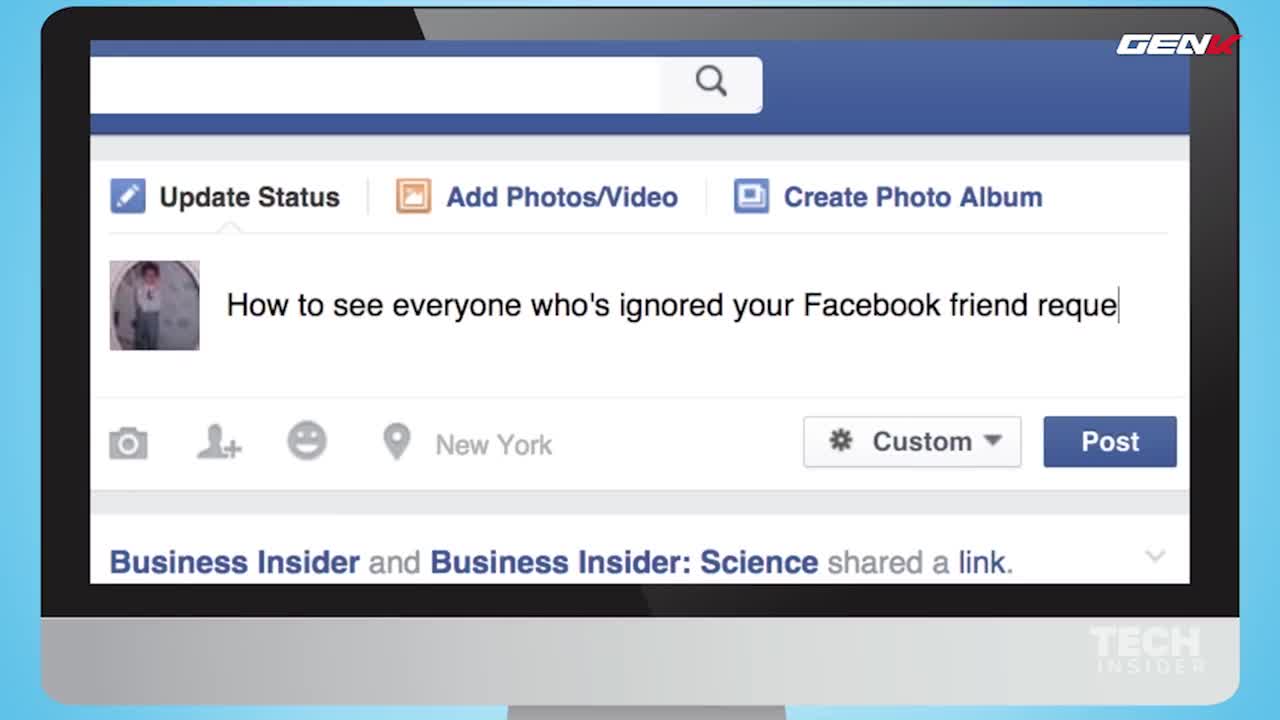 GENK
Update Status
Add Photos/Video
Create Photo Album
How to see everyone who's ignored your Facebook friend reque
New York
Custom
Post
Business Insider and Business Insider: Science shared a link.
TECH
INSIDER